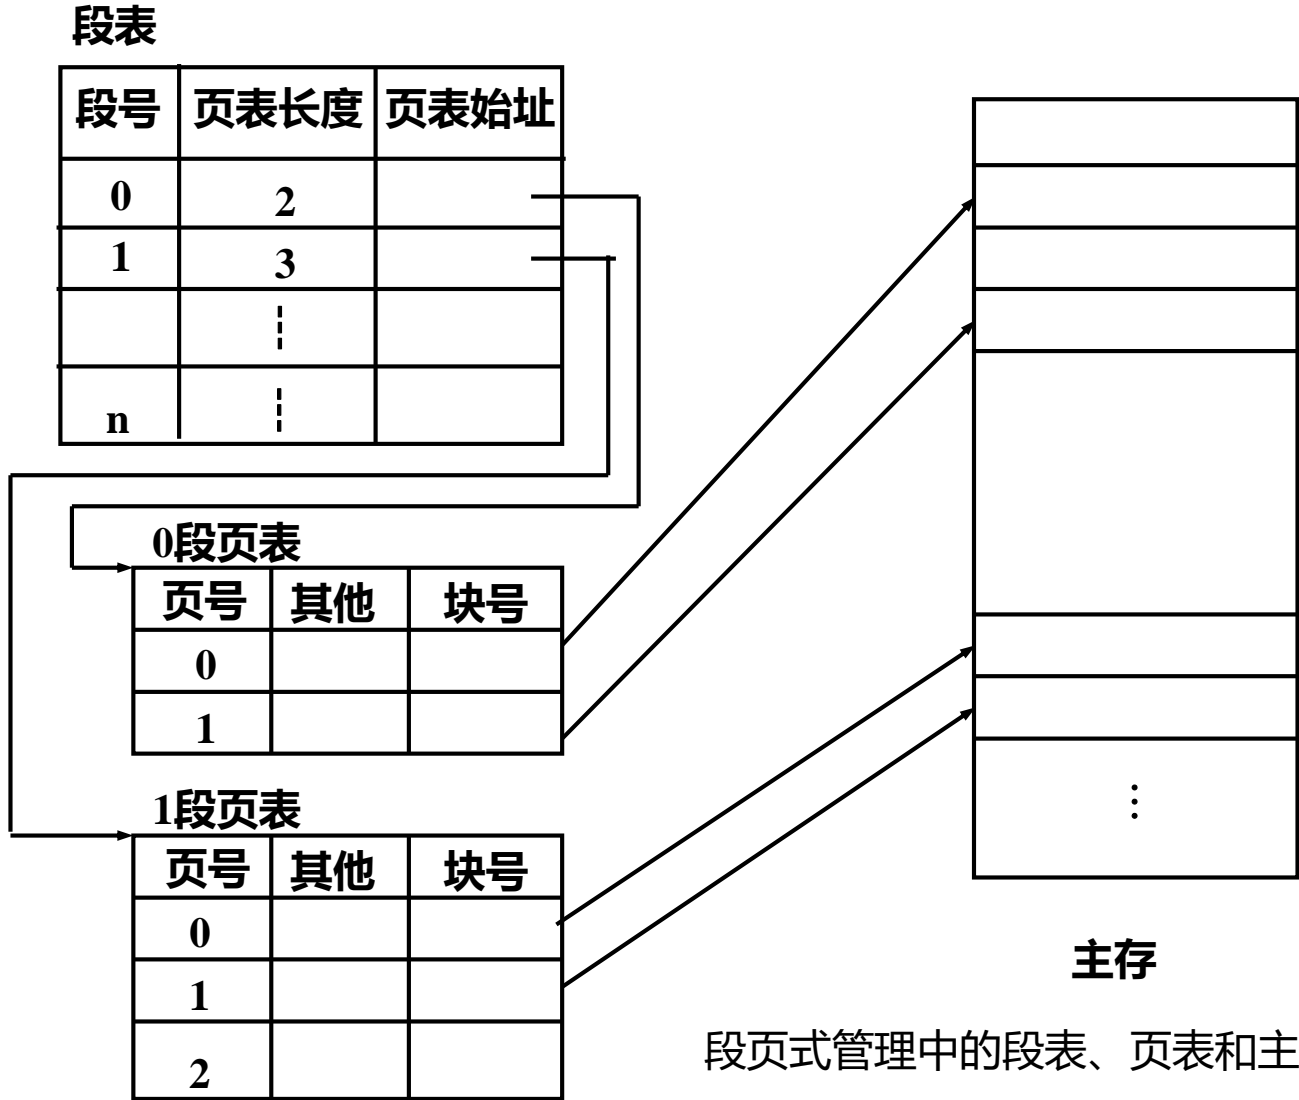 段表
段号 页表长度 页表始址
0 2
1 3
n
0段页表
页号 其他 块号
0
1
1段页表
页号 其他 块号
0
1
2
主存
段页式管理中的段表、页表和主